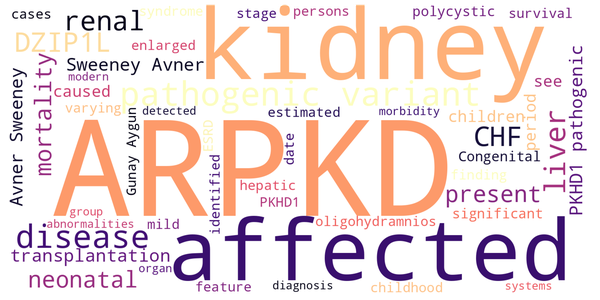 cases syndrome stage persons polycystic survival
renal kidney
DZIP1L enlarged
Sweeney Avner
mortality caused modern pathogenic variant see
varying detected estimated morbidity children period
Avner Sweeney
ARPKD
Gunay Aygun
ESRD
date
CHF
Congenital
liver
PKHD1 pathogenic
identified
hepatic
PKHD1
finding
present
significant
group
abnormalities mild
oligohydramnios
disease affected
transplantation
organ
neonatal
feature diagnosis childhood systems